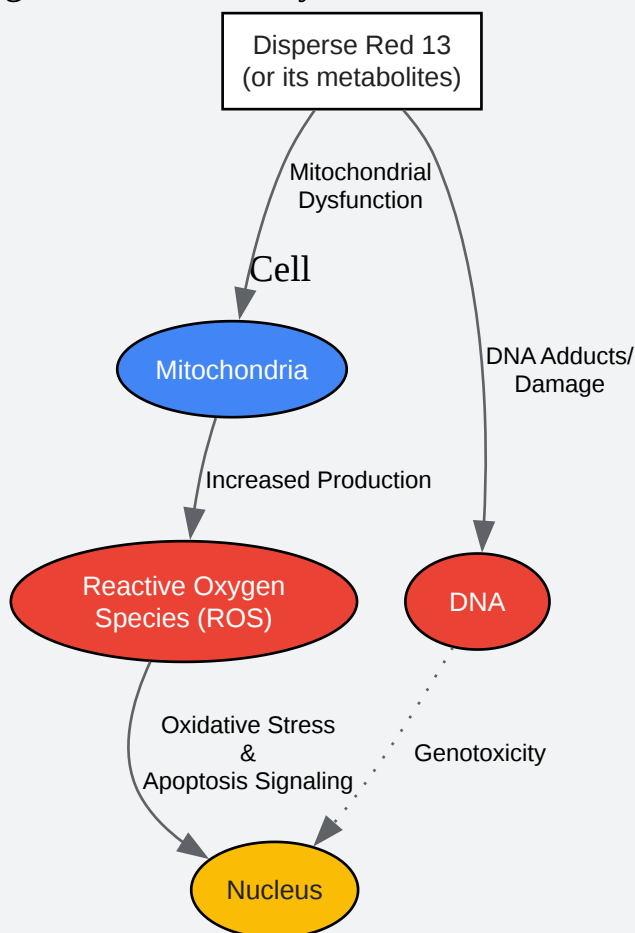 Disperse Red 13
(or its metabolites)
Mitochondrial
Dysfunction
Cell
Mitochondria
DNA Adducts/
Damage
Increased Production
Reactive Oxygen
Species (ROS)
DNA
Oxidative Stress
&
Apoptosis Signaling
Genotoxicity
Nucleus